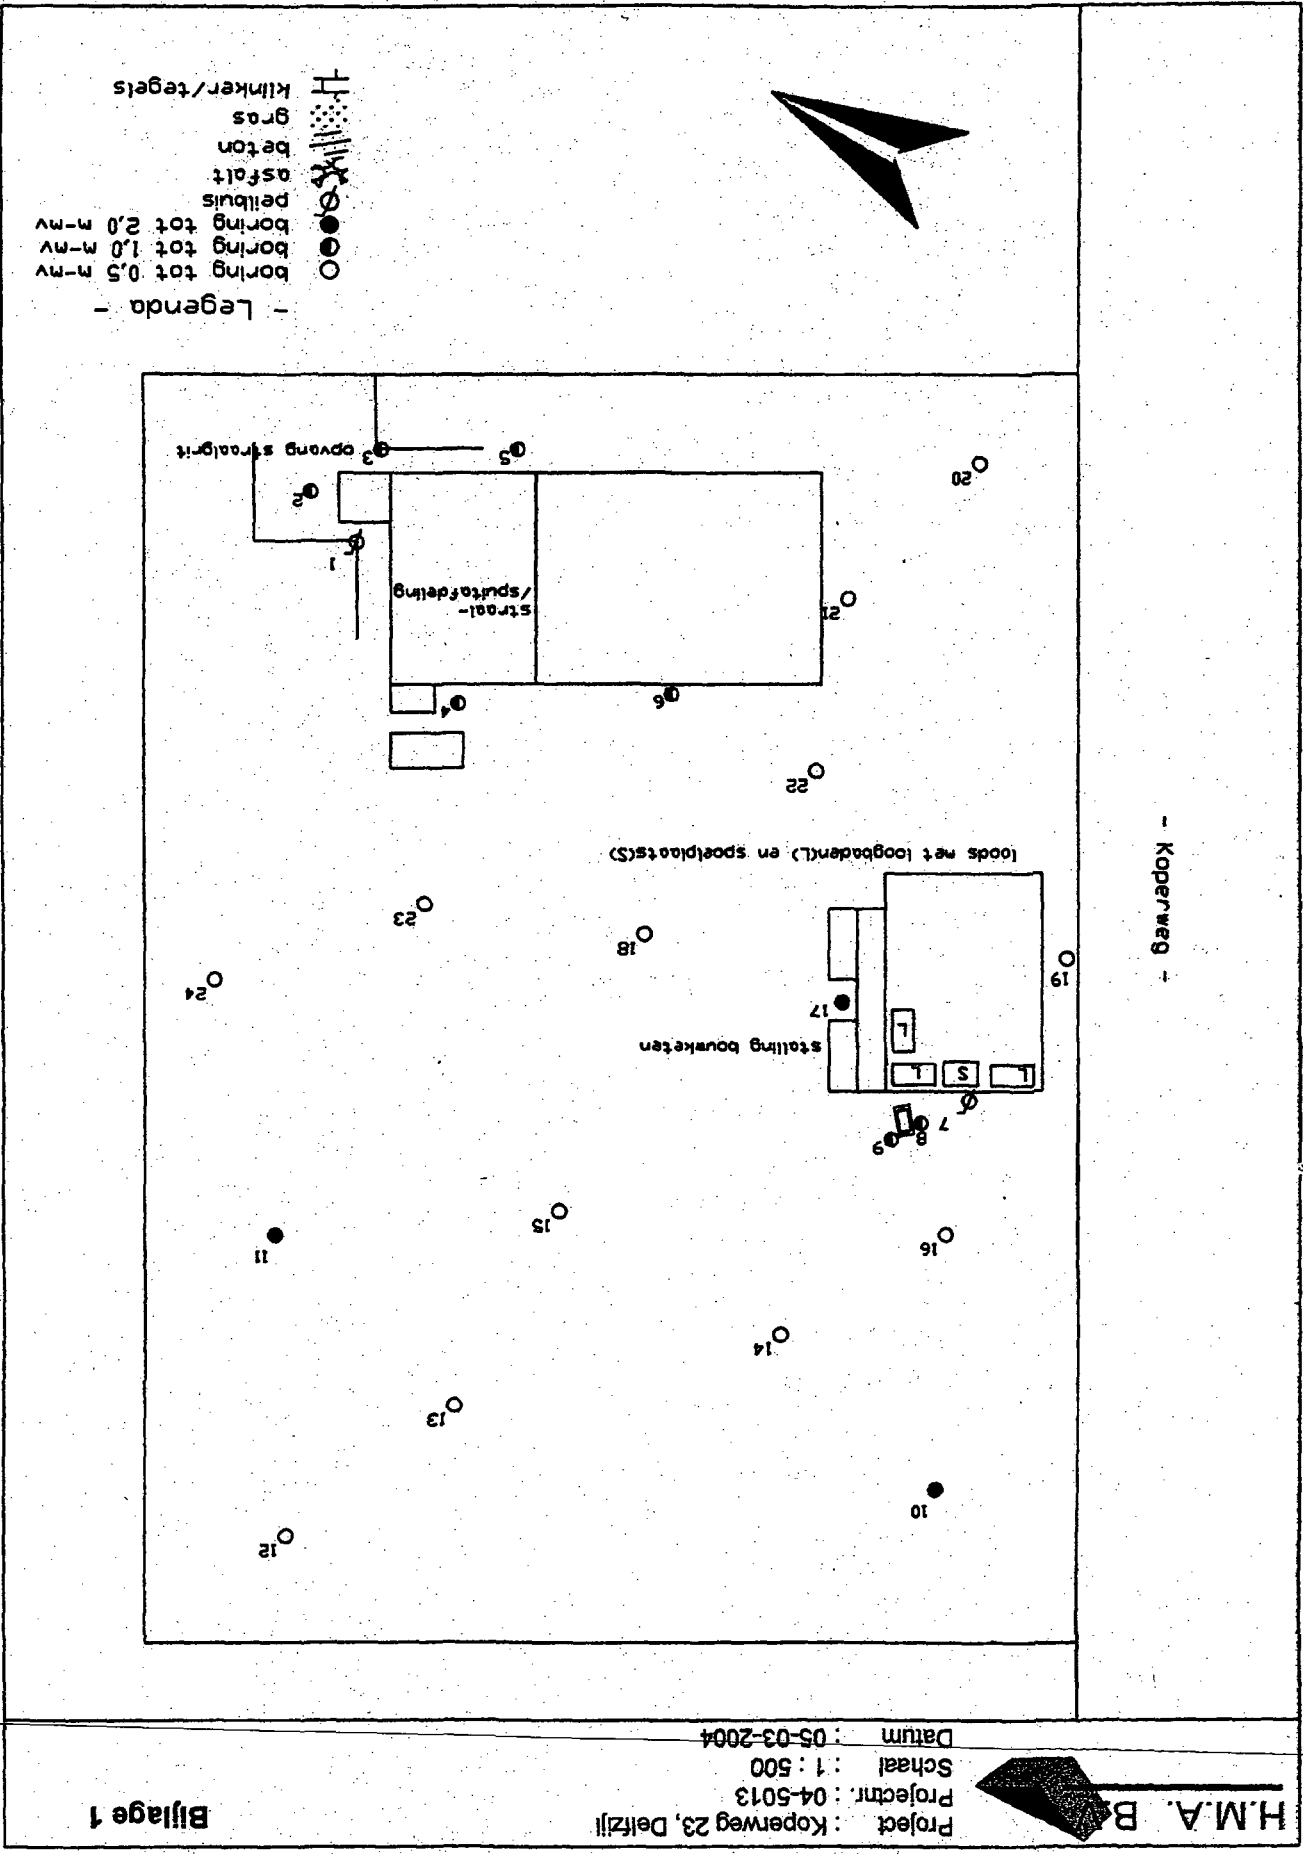 H.M.A. B.V.
Project : Koperweg 23, Delfzijl
Projectnr. : 04-5013
Schaal : 1 : 500
Datum : 05-03-2004
Bijlage 1
10
12
13
14
16
15
11
9
8
7
L
S
L
L
stalling bouwketen
17
19
18
24
23
loods met loogbaden(L) en spoelplaats(S)
- Koperweg -
22
6
4
21
straal-
/spuitafdeling
1
2
20
5
3
opvang straalgrit
- Legenda -
boring tot 0,5 m-mv
boring tot 1,0 m-mv
boring tot 2,0 m-mv
peilbuis
asfalt
beton
gras
klinker/tegels